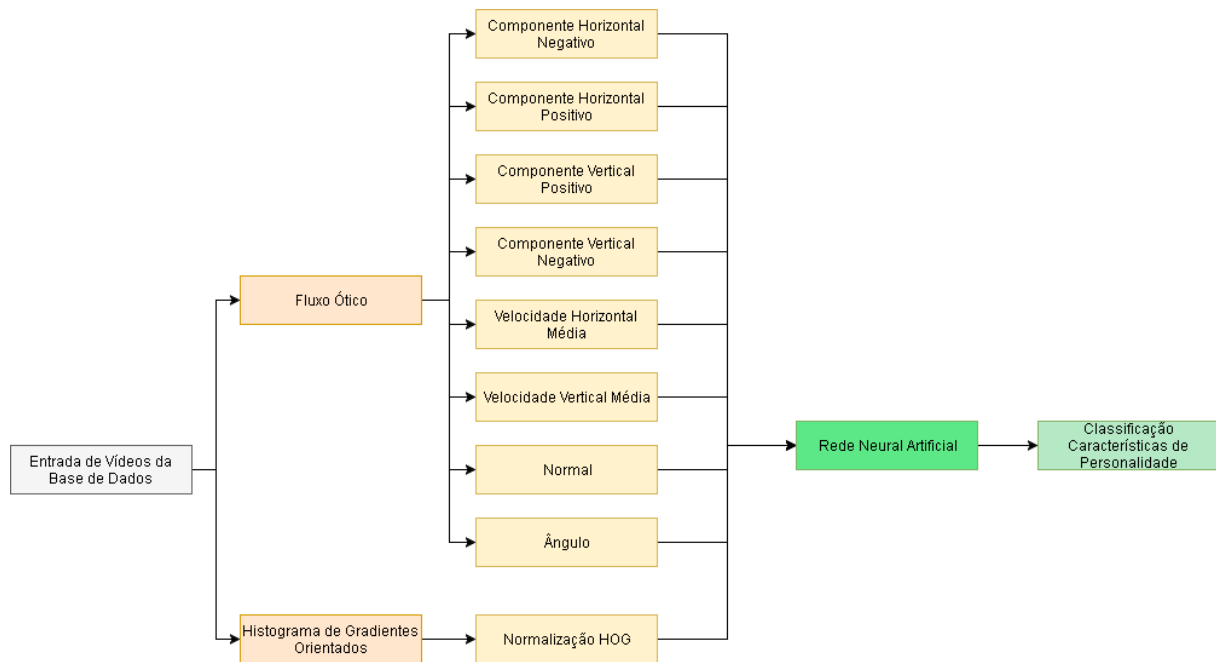 Entrada de Vídeos da
Base de Dados
Fluxo Ótico
Histograma de Gradientes
Orientados
Componente Horizontal
Negativo
Componente Horizontal
Positivo
Componente Vertical
Positivo
Componente Vertical
Negativo
Velocidade Horizontal
Média
Velocidade Vertical Média
Normal
Ângulo
Normalização HOG
Rede Neural Artificial
Classificação
Características de
Personalidade